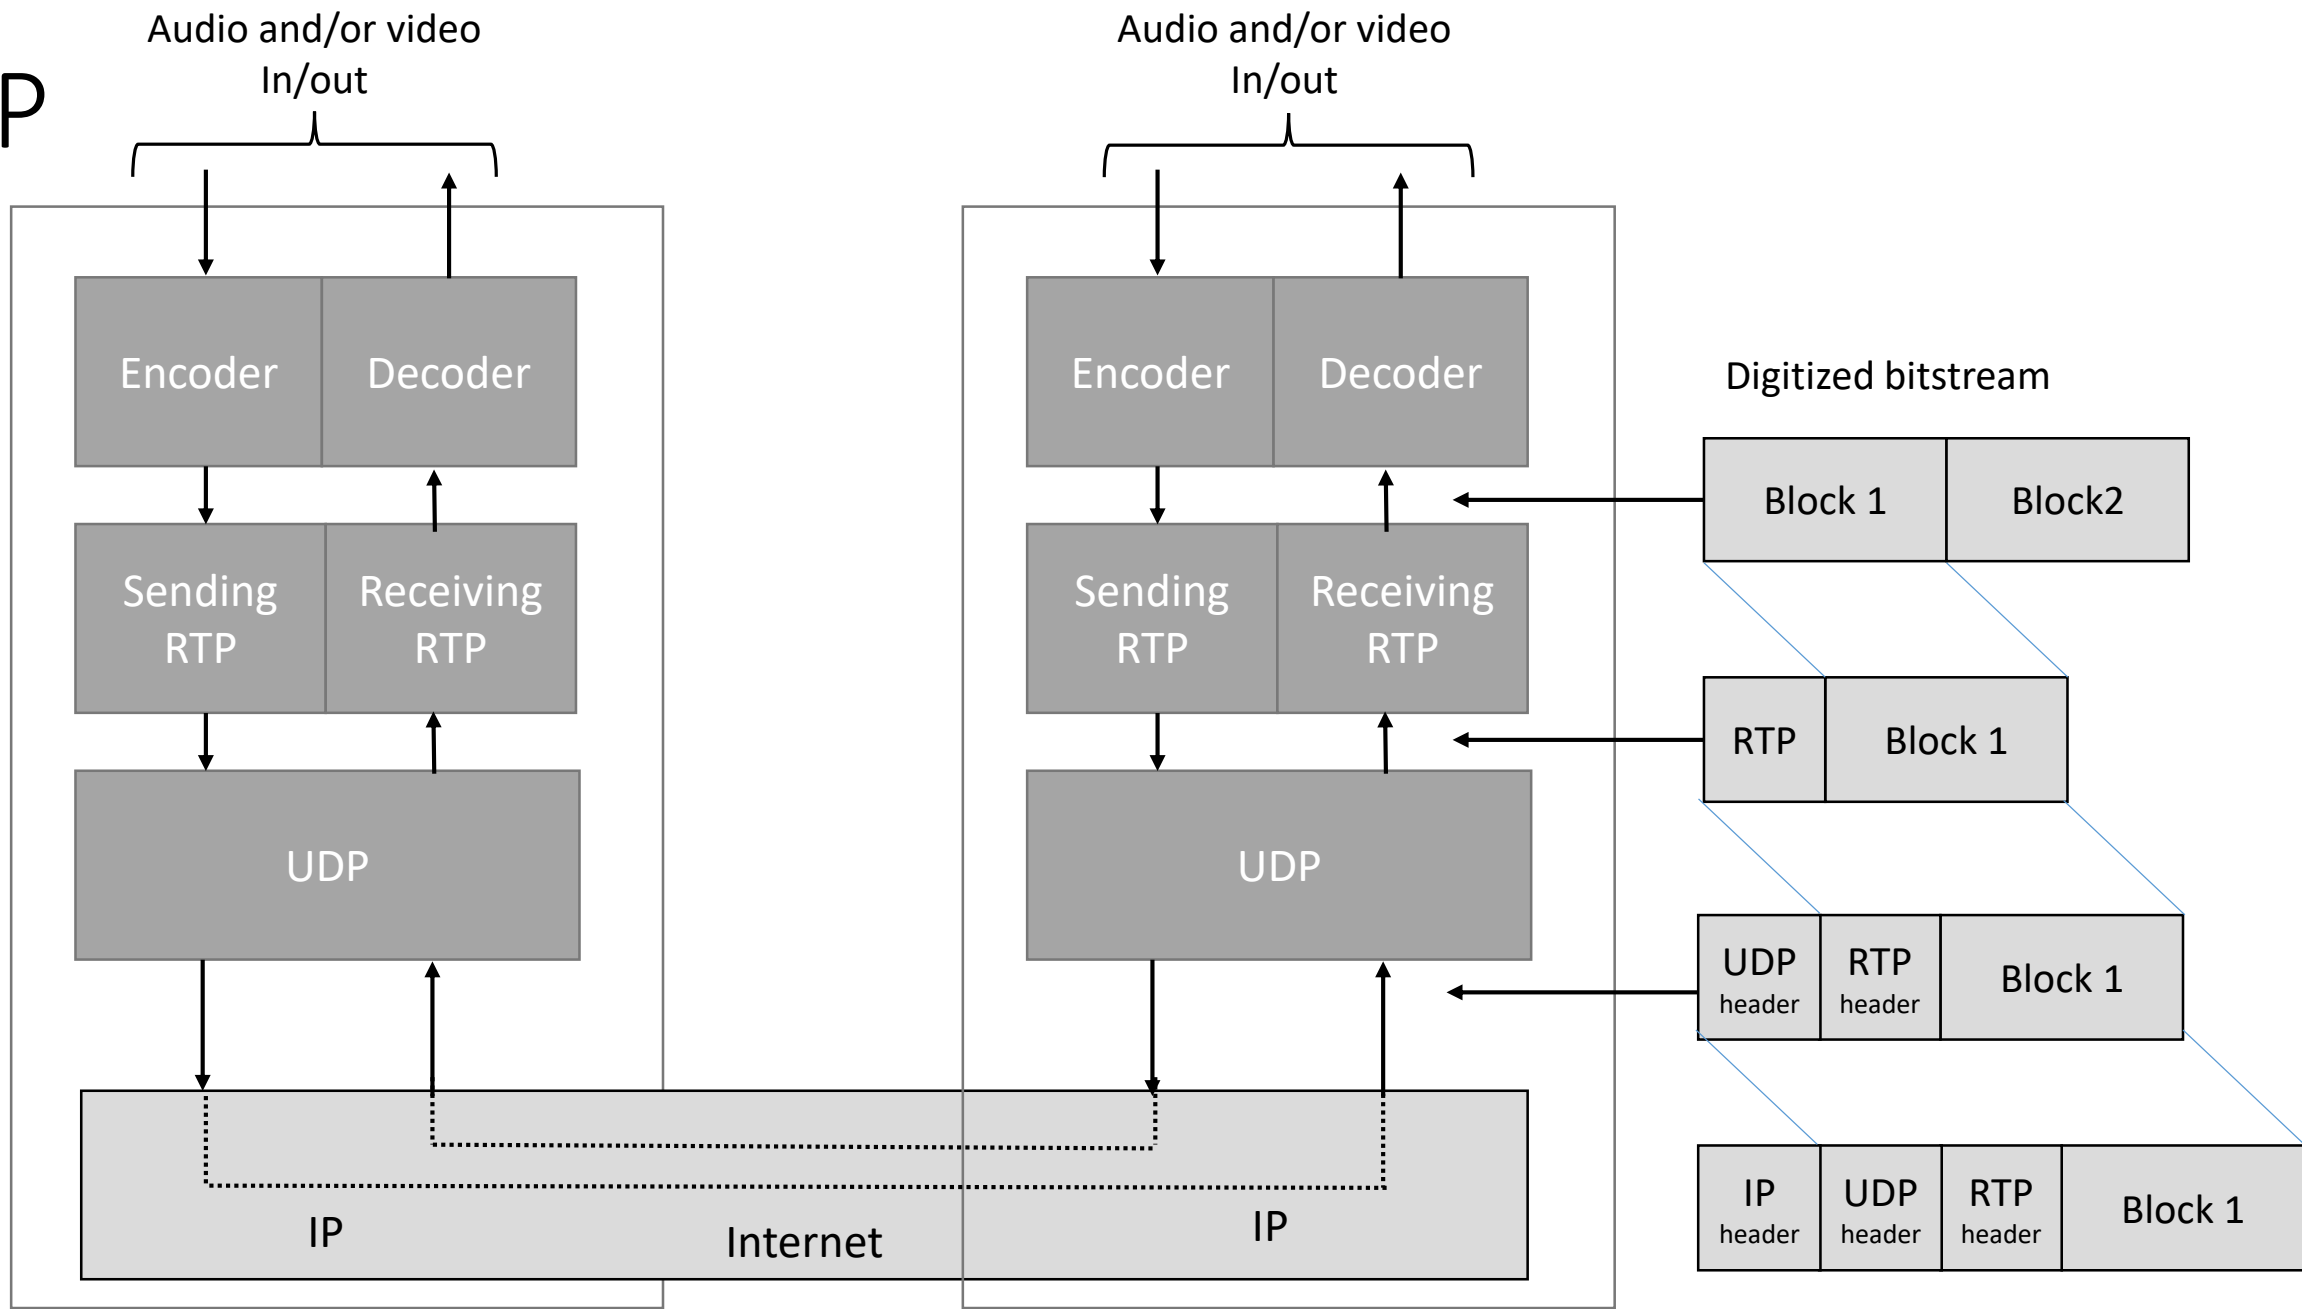 P
Audio and/or video
In/out
Audio and/or video
In/out
Encoder
Decoder
Sending
RTP
Receiving
RTP
UDP
IP
Internet
Encoder
Decoder
Sending
RTP
Receiving
RTP
UDP
IP
Digitized bitstream
Block 1
Block2
RTP
Block 1
UDP
header
RTP
header
Block 1
IP
header
UDP
header
RTP
header
Block 1